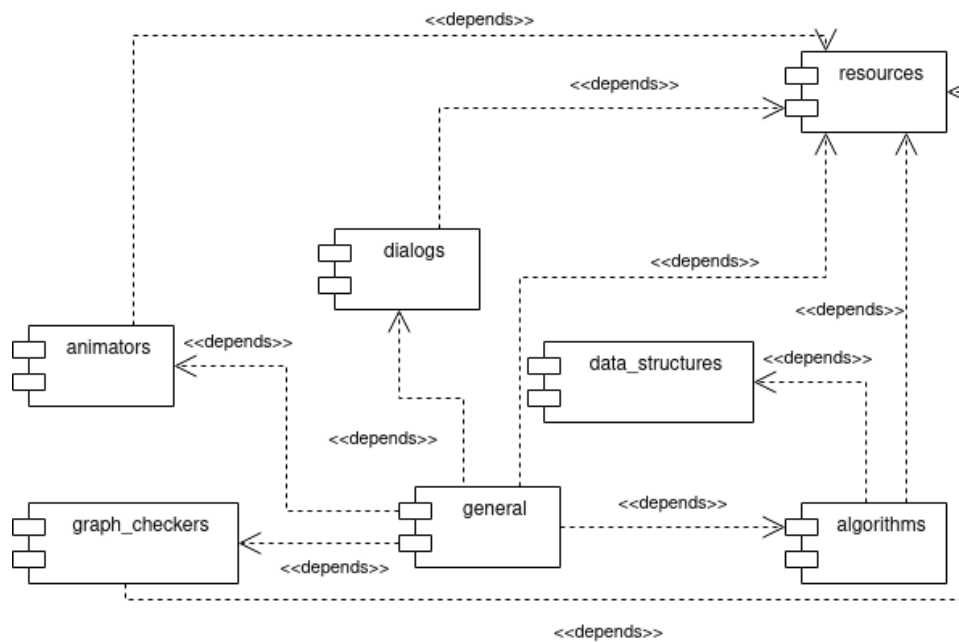 <<depends>>
resources
<<depends>>
dialogs
<<depends>>
<<depends>>
animators
<<depends>>
data_structures
<<depends>>
<<depends>>
general
<<depends>>
graph_checkers
algorithms
<<depends>>
<<depends>>